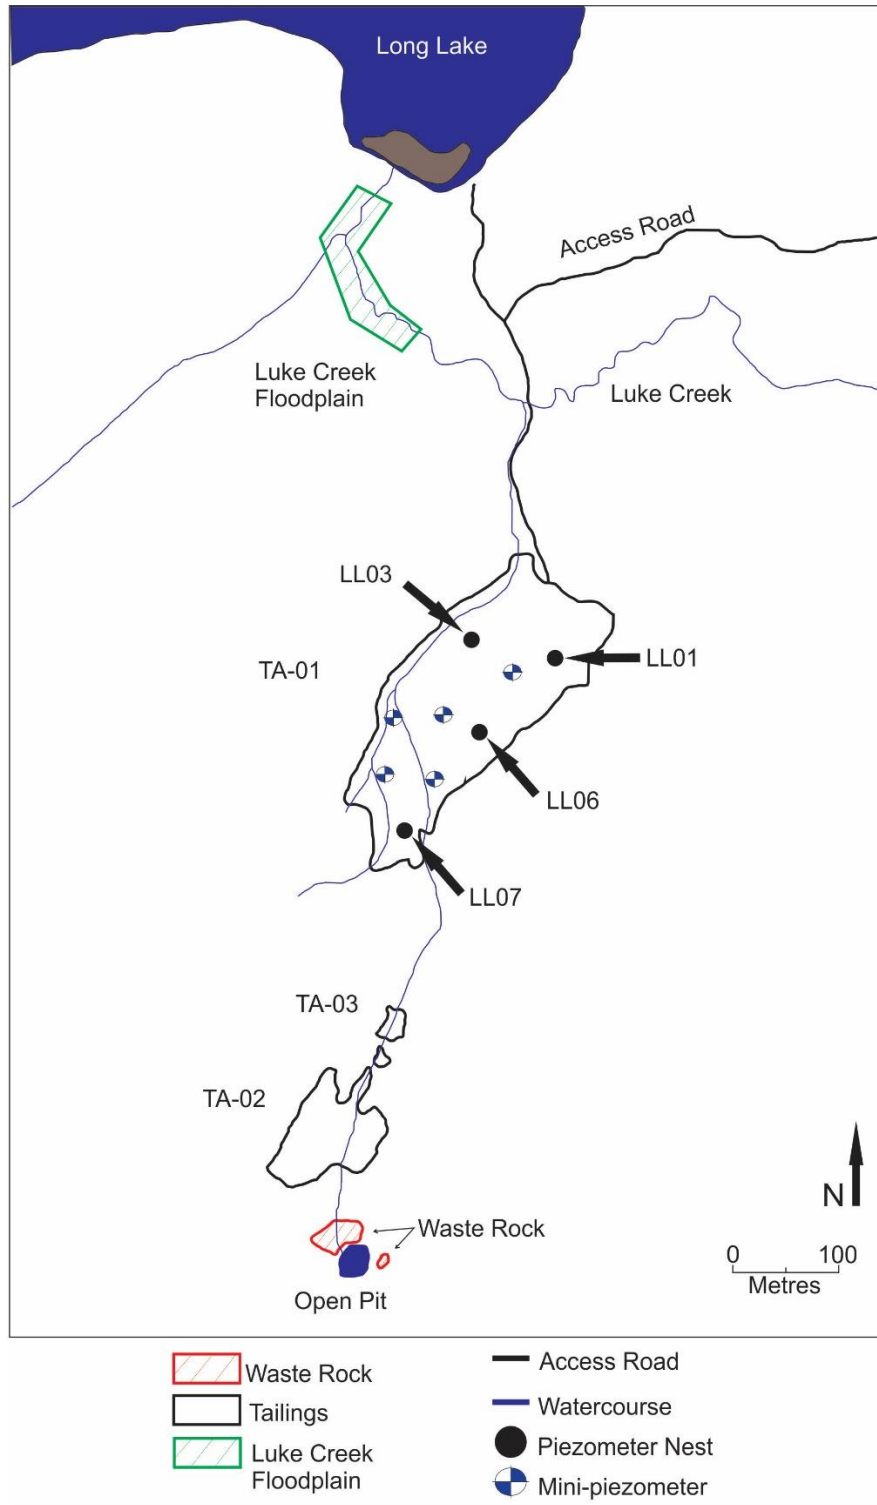 Long Lake
Access Road
Luke Creek
Floodplain
Luke Creek
LL03
TA-01
LL01
LL06
LL07
TA-03
TA-02
N
Waste Rock
0 100
Metres
Open Pit
Waste Rock
Tailings
Luke Creek
Floodplain
Access Road
Watercourse
Piezometer Nest
Mini-piezometer